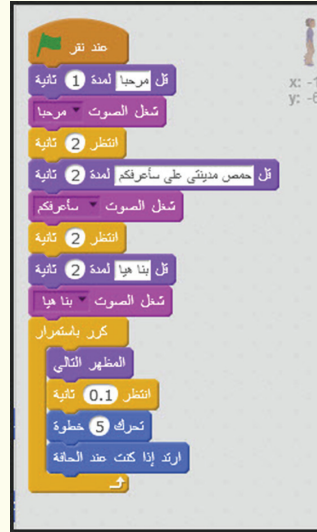 عند نقر
قل مرحبا لمدة 1 ثانية
شغل الصوت مرحبا
انتظر 2 ثانية
قل حمص مدينتي على سأعرفكم لمدة 2 ثانية
شغل الصوت سأعرفكم
انتظر 2 ثانية
قل بنا هيا لمدة 2 ثانية
شغل الصوت بنا هيا
كرر باستمرار
المظهر التالي
انتظر 0.1 ثانية
تحرك 5 خطوة
ارتد إذا كنت عند الحافة